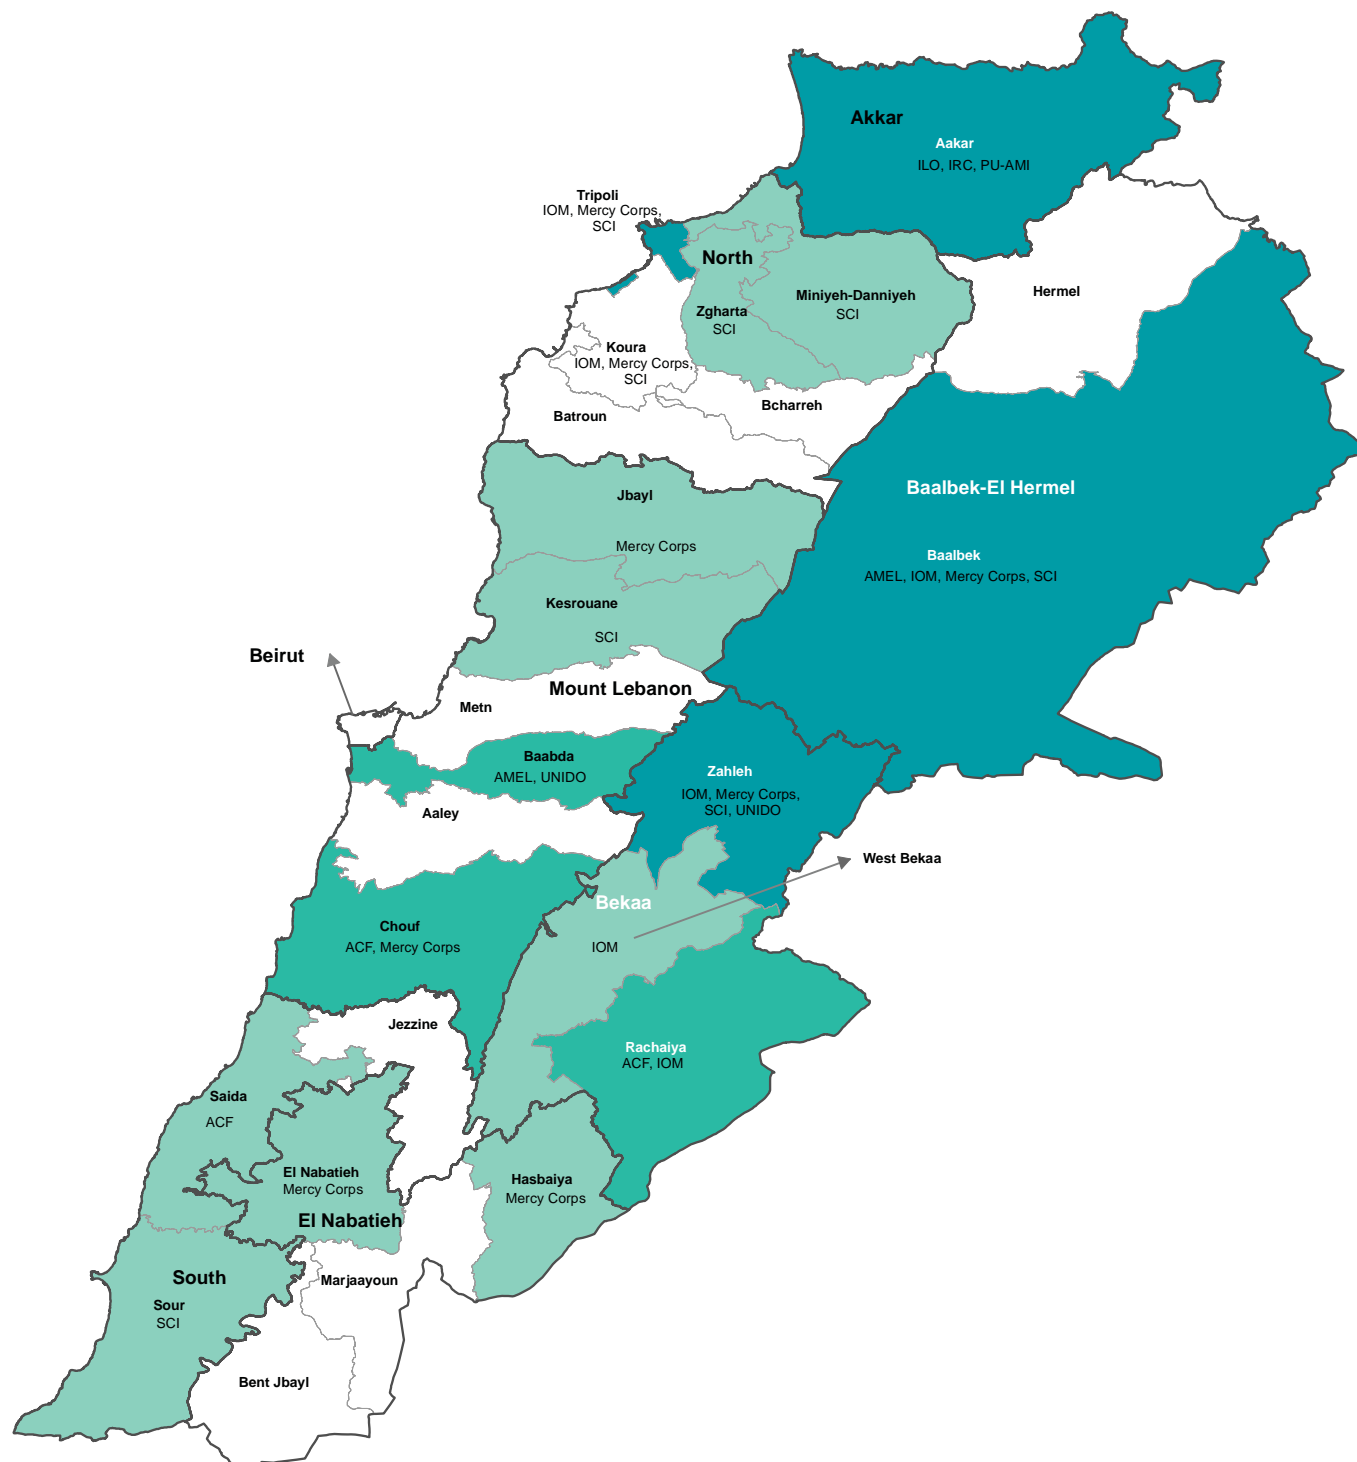 Akkar
Aakar
ILO, IRC, PU-AMI
Tripoli
IOM, Mercy Corps,
SCI
North
Zgharta
SCI
Miniyeh-Danniyeh
SCI
Hermel
Koura
IOM, Mercy Corps,
SCI
Batroun
Bcharreh
Jbayl
Mercy Corps
Baalbek-El Hermel
Baalbek
AMEL, IOM, Mercy Corps, SCI
Kesrouane
SCI
Beirut
Mount Lebanon
Metn
Baabda
AMEL, UNIDO
Zahleh
IOM, Mercy Corps,
SCI, UNIDO
Aaley
West Bekaa
Bekaa
IOM
Chouf
ACF, Mercy Corps
Jezzine
Rachaiya
ACF, IOM
Saida
ACF
El Nabatieh
Mercy Corps
El Nabatieh
Hasbaiya
Mercy Corps
South
Sour
SCI
Marjaayoun
Bent Jbayl